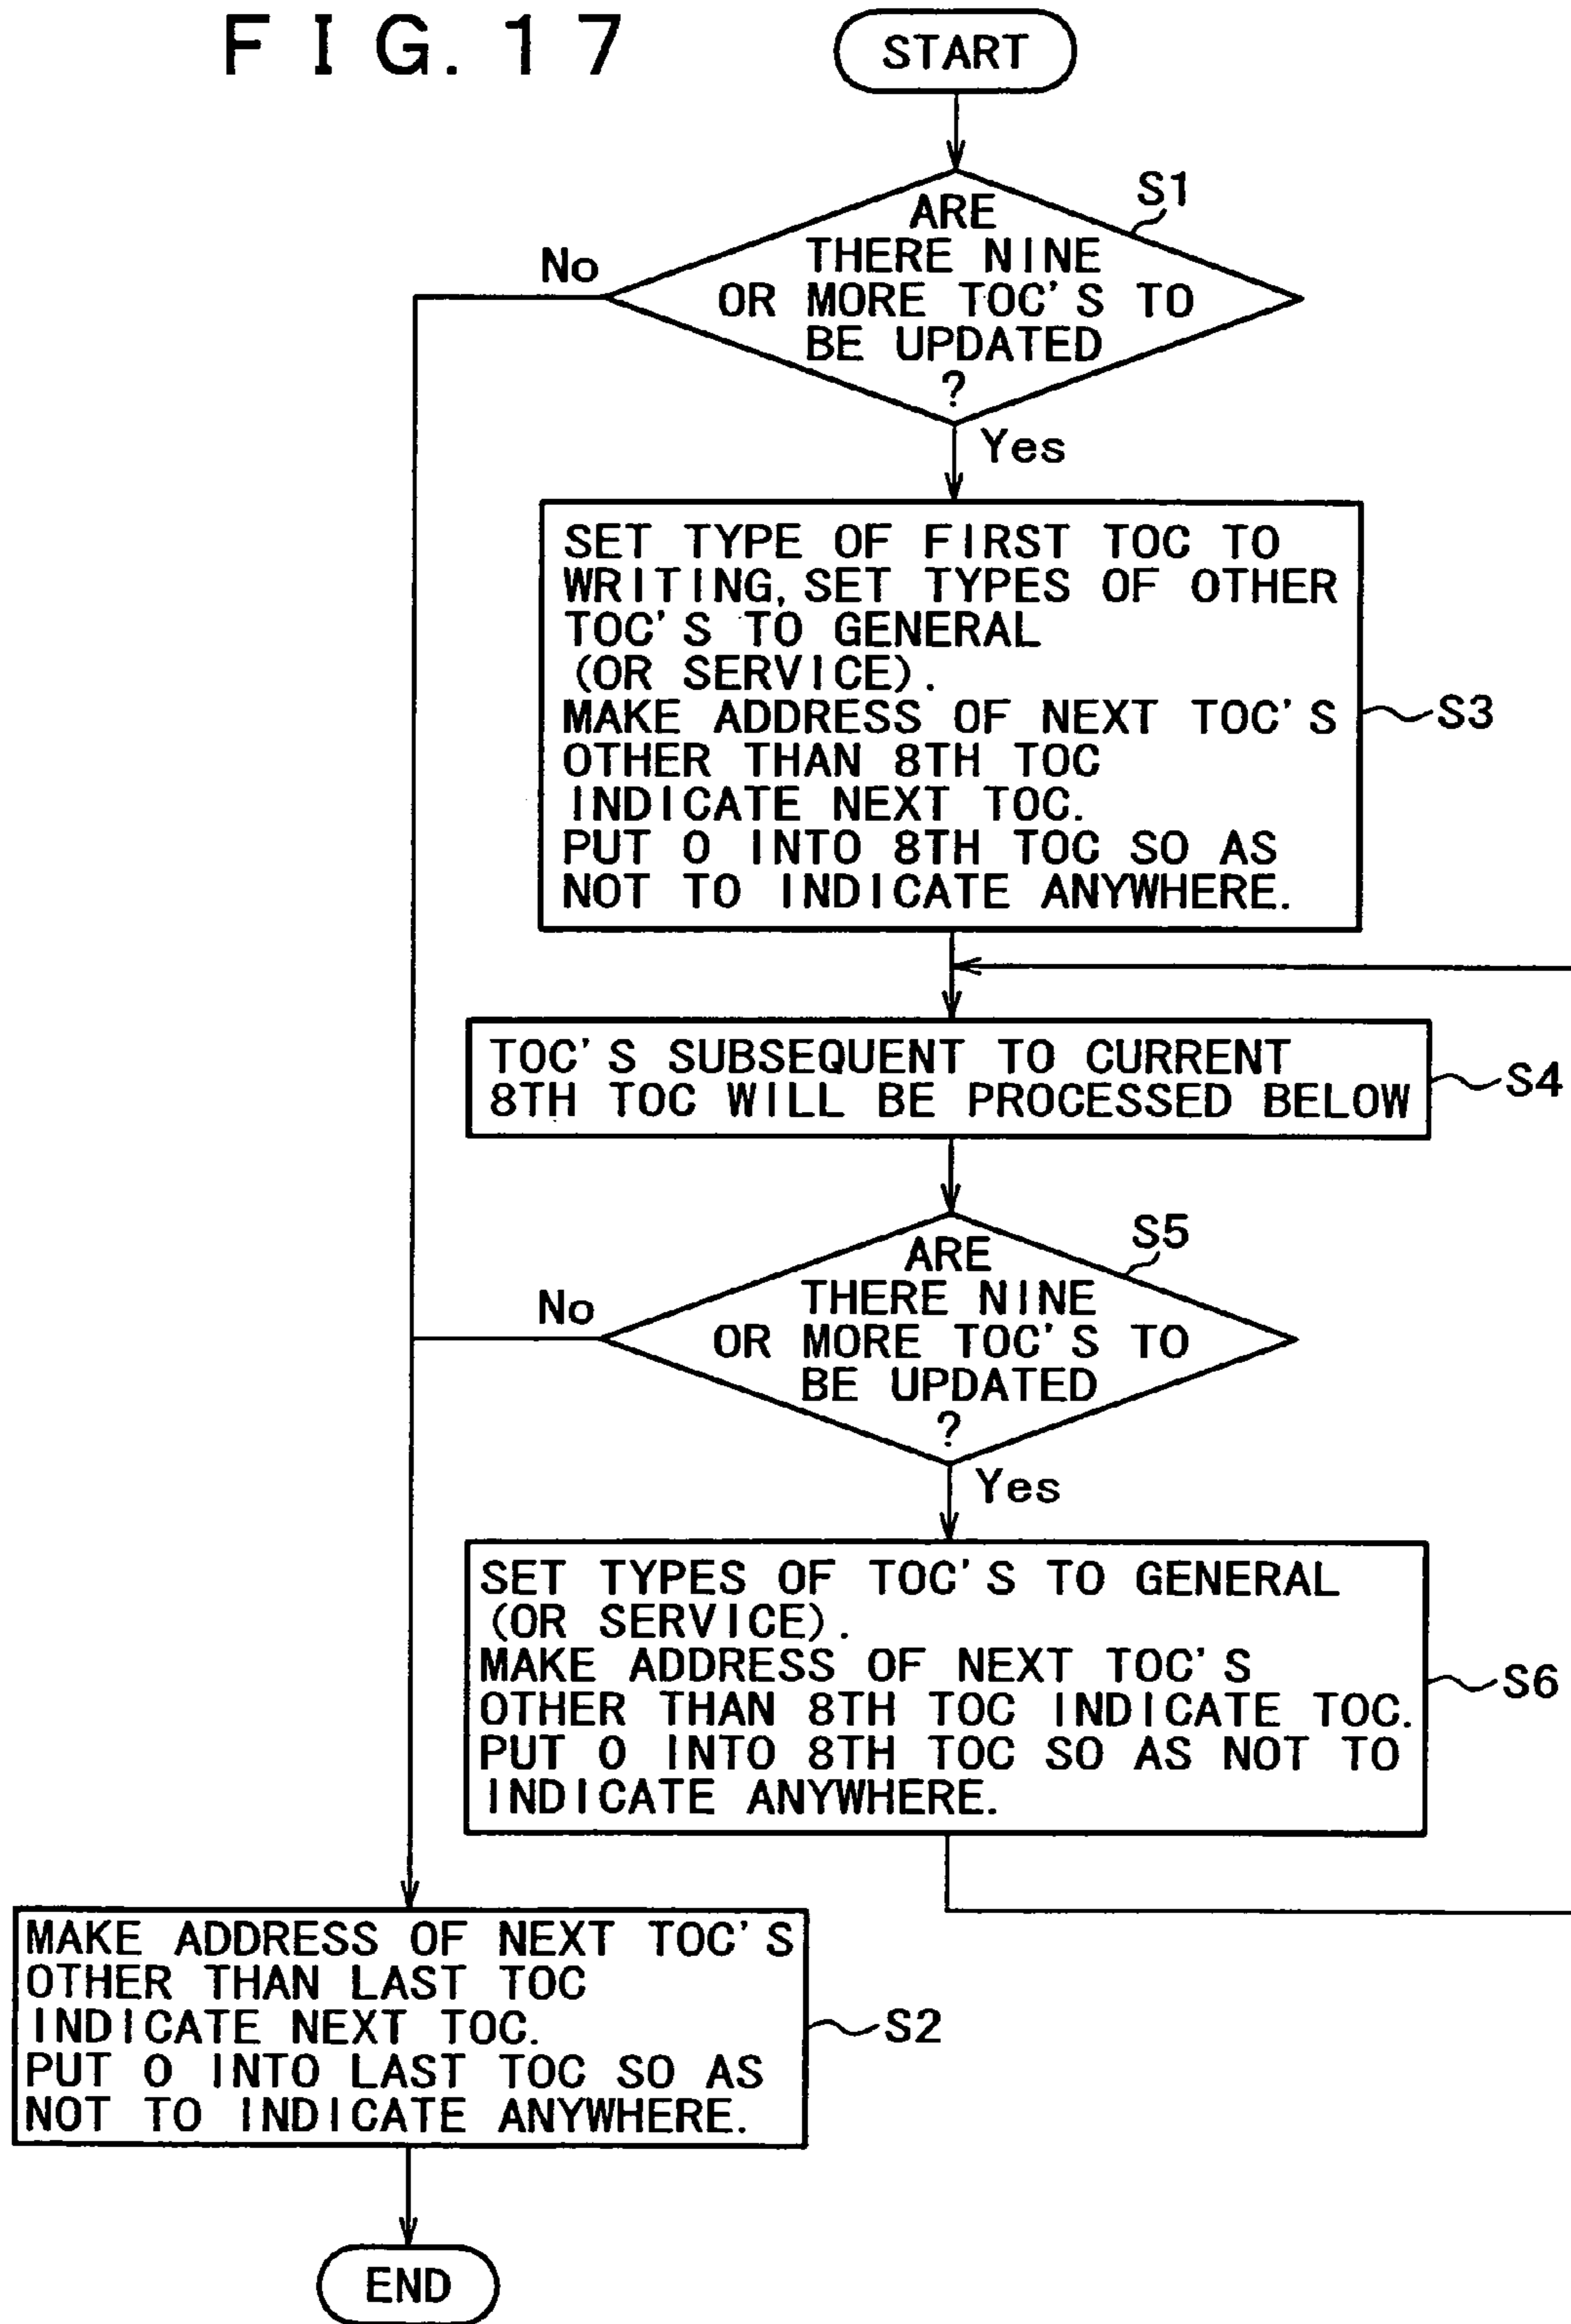 FIG. 17
START
S1
ARE
THERE NINE
OR MORE TOC'S TO
BE UPDATED
?
No
Yes
SET TYPE OF FIRST TOC TO
WRITING, SET TYPES OF OTHER
TOC'S TO GENERAL
(OR SERVICE).
MAKE ADDRESS OF NEXT TOC'S
OTHER THAN 8TH TOC
INDICATE NEXT TOC.
PUT 0 INTO 8TH TOC SO AS
NOT TO INDICATE ANYWHERE.
S3
TOC'S SUBSEQUENT TO CURRENT
8TH TOC WILL BE PROCESSED BELOW
S4
S5
ARE
THERE NINE
OR MORE TOC'S TO
BE UPDATED
?
No
Yes
SET TYPES OF TOC'S TO GENERAL
(OR SERVICE).
MAKE ADDRESS OF NEXT TOC'S
OTHER THAN 8TH TOC INDICATE TOC.
PUT 0 INTO 8TH TOC SO AS NOT TO
INDICATE ANYWHERE.
S6
MAKE ADDRESS OF NEXT TOC'S
OTHER THAN LAST TOC
INDICATE NEXT TOC.
PUT 0 INTO LAST TOC SO AS
NOT TO INDICATE ANYWHERE.
S2
END